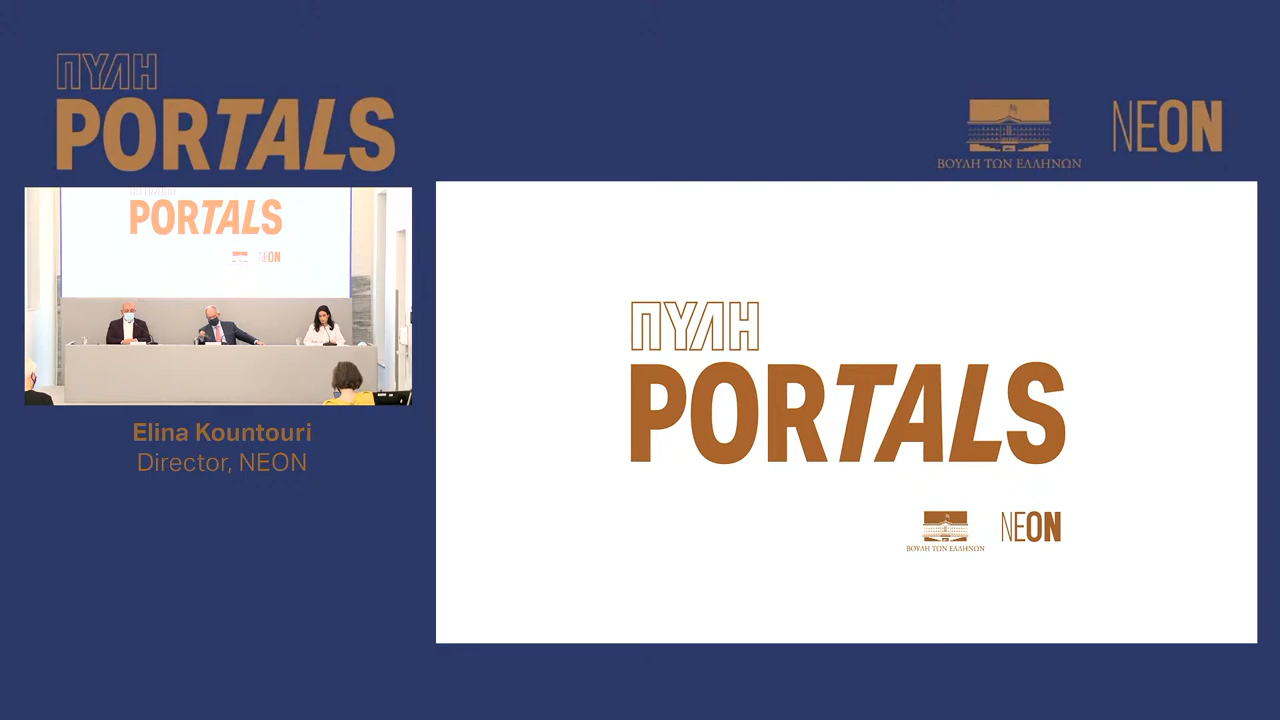 ΠΥΛΗ
PORTALS
ΒΟΥΛΗ ΤΩΝ ΕΛΛΗΝΩΝ
NEON
PORTALS
NEON
Elina Kountouri
Director, NEON
ΠΥΛΗ
PORTALS
ΒΟΥΛΗ ΤΩΝ ΕΛΛΗΝΩΝ
NEON